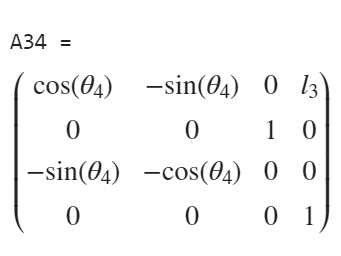 A34 =
cos(θ₄) −sin(θ₄) 0 l₃
0 0 1 0
−sin(θ₄) −cos(θ₄) 0 0
0 0 0 1